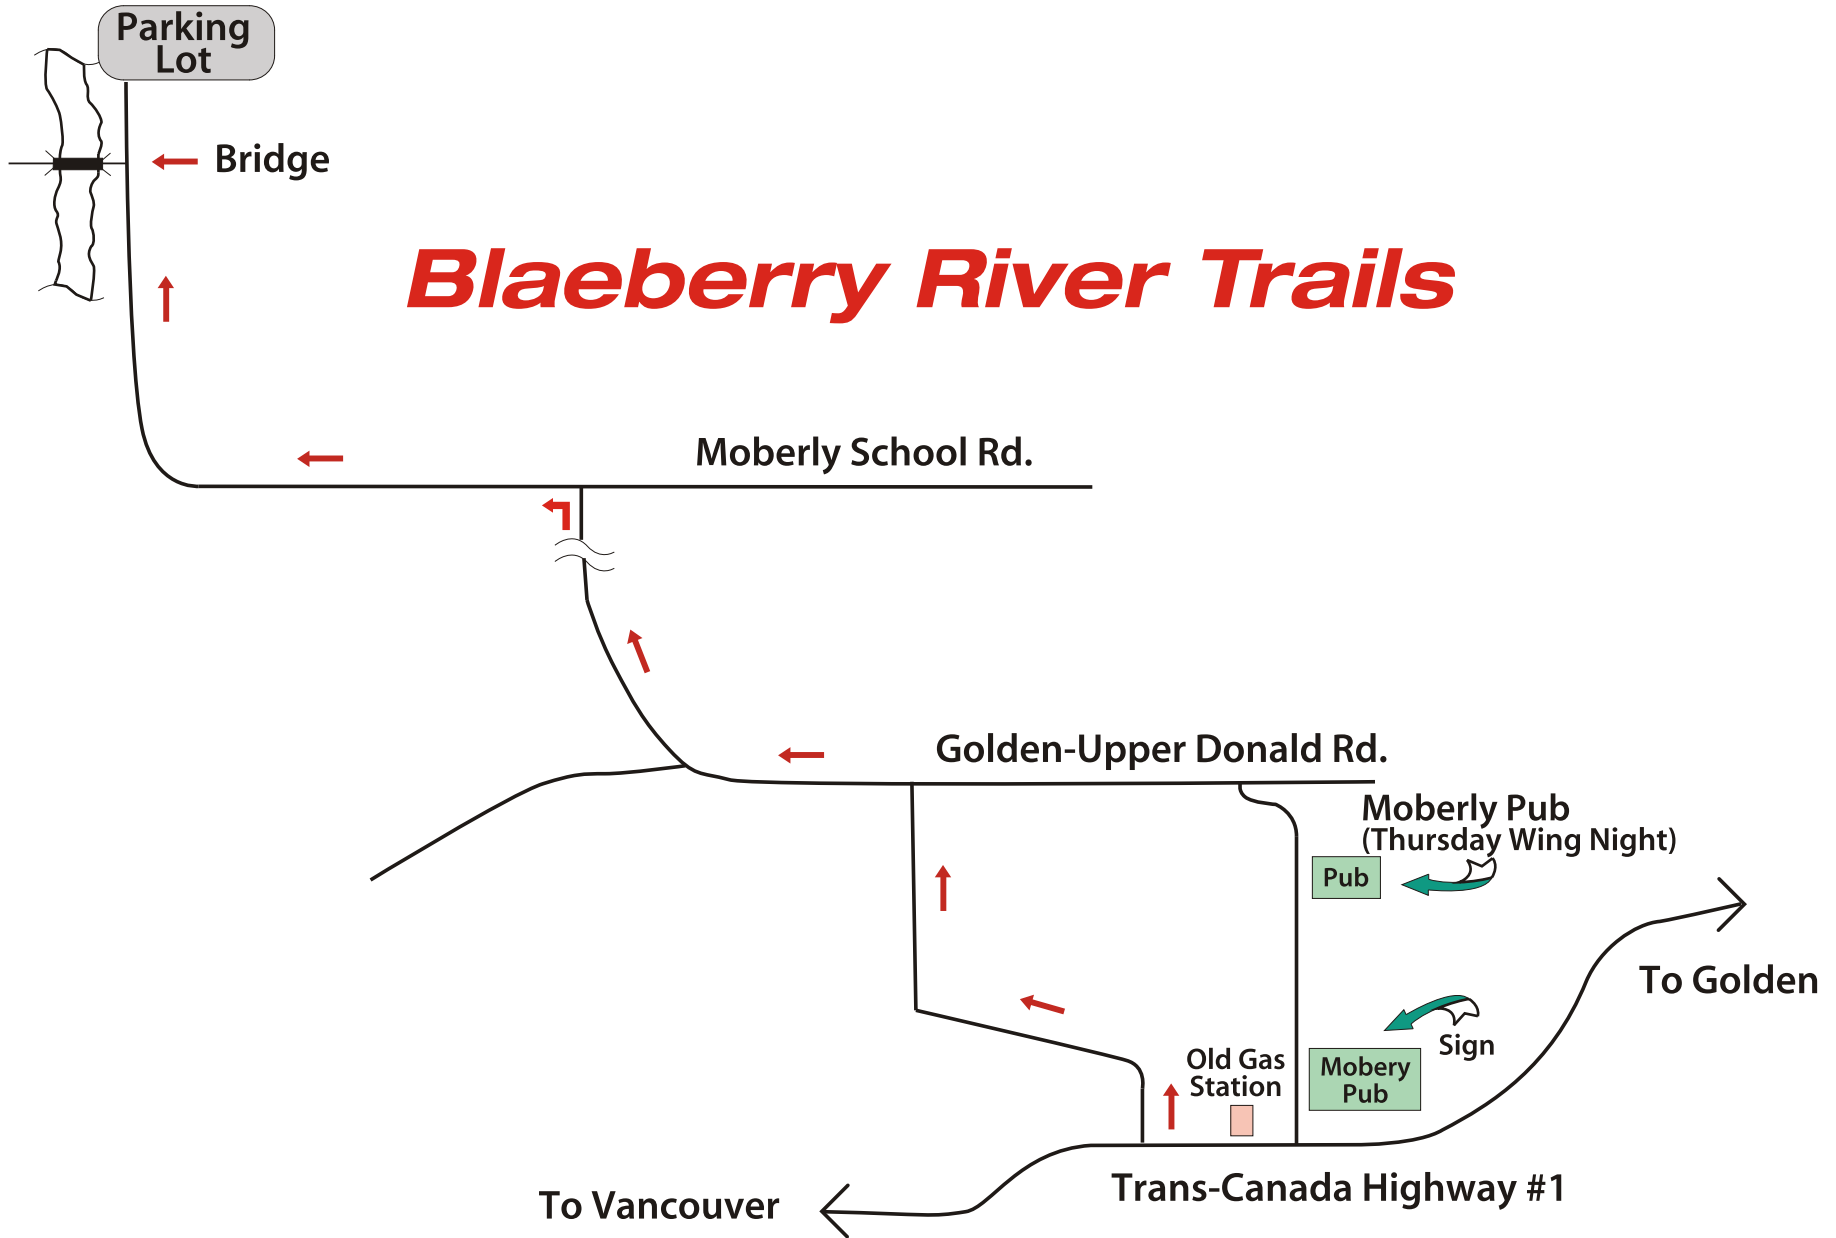 Parking
Lot
Bridge
Blaeberry River Trails
Moberly School Rd.
Golden-Upper Donald Rd.
Moberly Pub
(Thursday Wing Night)
Pub
To Golden
Sign
Old Gas
Station
Mobery
Pub
Trans-Canada Highway #1
To Vancouver